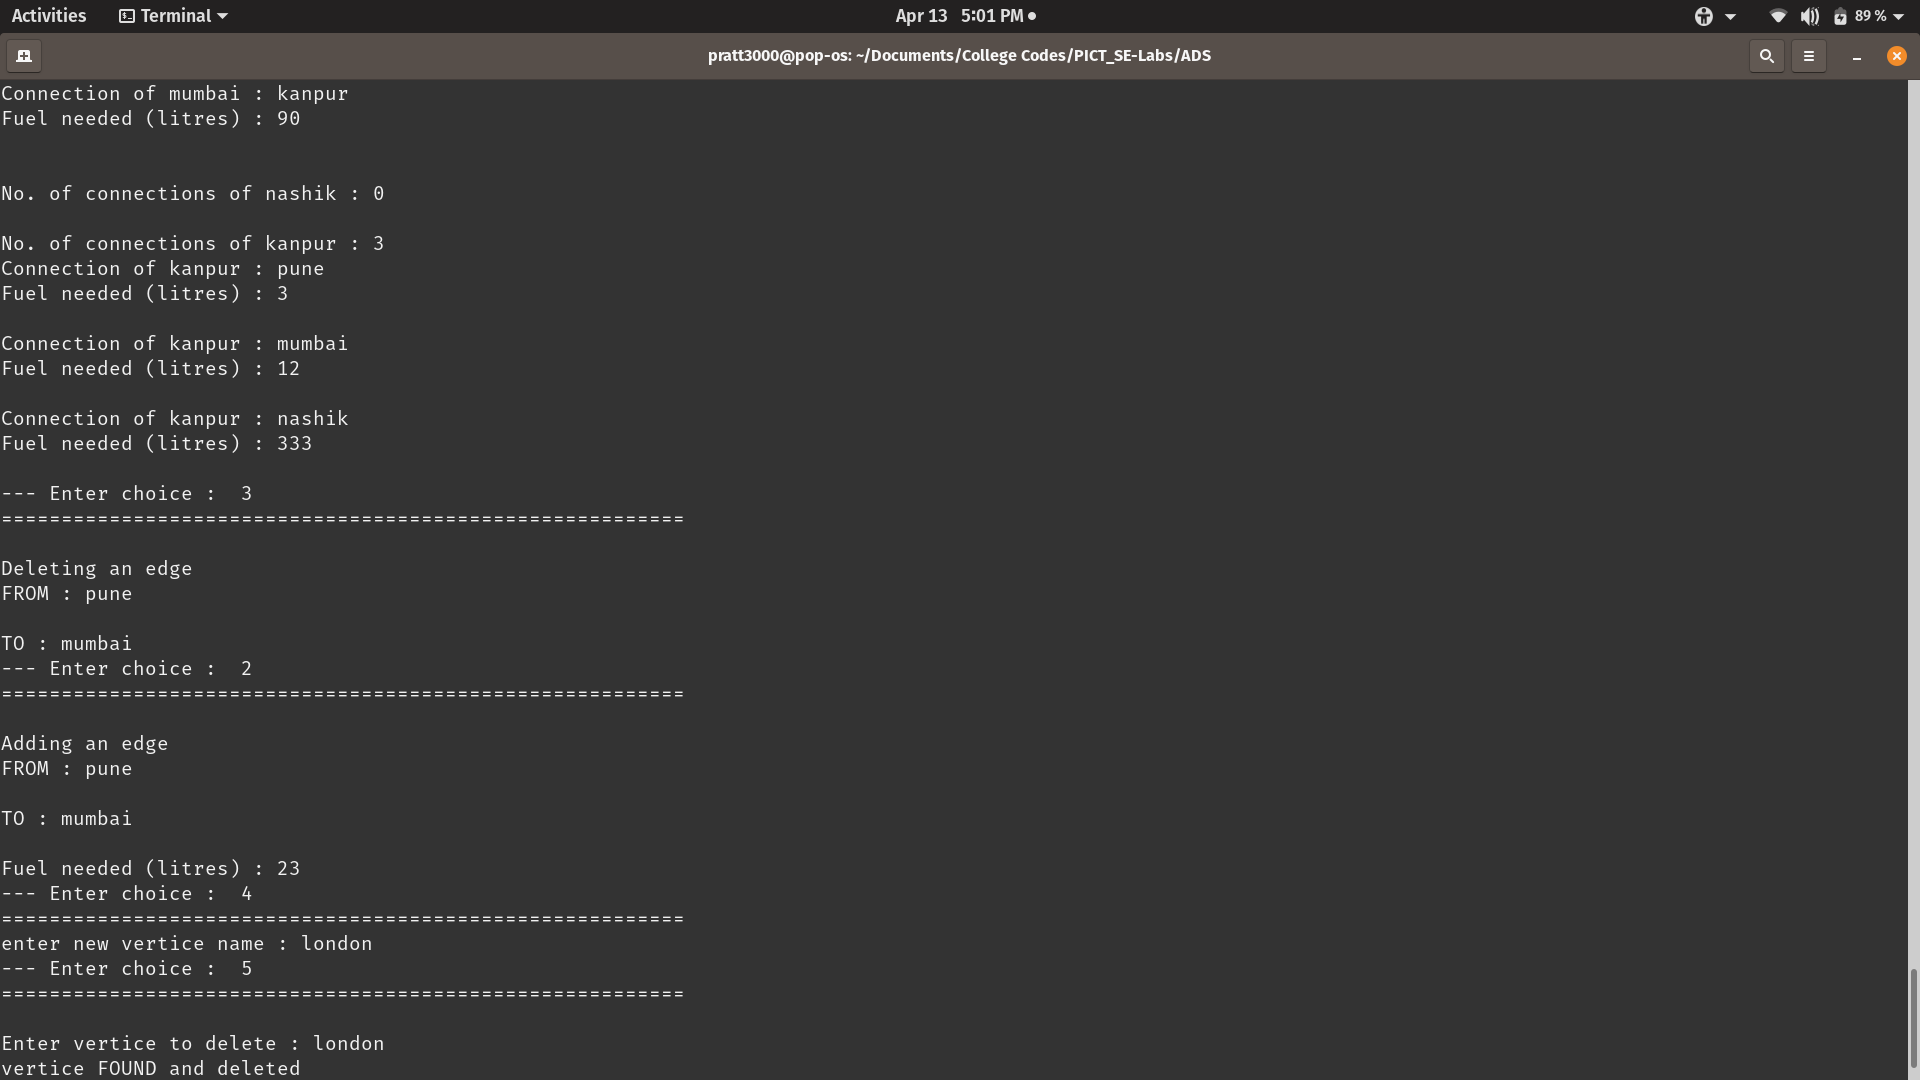 Activities Terminal Apr 13 5:01 PM 89 %
pratt3000@pop-os: ~/Documents/College Codes/PICT_SE-Labs/ADS
Connection of mumbai : kanpur
Fuel needed (litres) : 90
No. of connections of nashik : 0
No. of connections of kanpur : 3
Connection of kanpur : pune
Fuel needed (litres) : 3
Connection of kanpur : mumbai
Fuel needed (litres) : 12
Connection of kanpur : nashik
Fuel needed (litres) : 333
--- Enter choice :  3
=========================================================
Deleting an edge
FROM : pune
TO : mumbai
--- Enter choice :  2
=========================================================
Adding an edge
FROM : pune
TO : mumbai
Fuel needed (litres) : 23
--- Enter choice :  4
=========================================================
enter new vertice name : london
--- Enter choice :  5
=========================================================
Enter vertice to delete : london
vertice FOUND and deleted